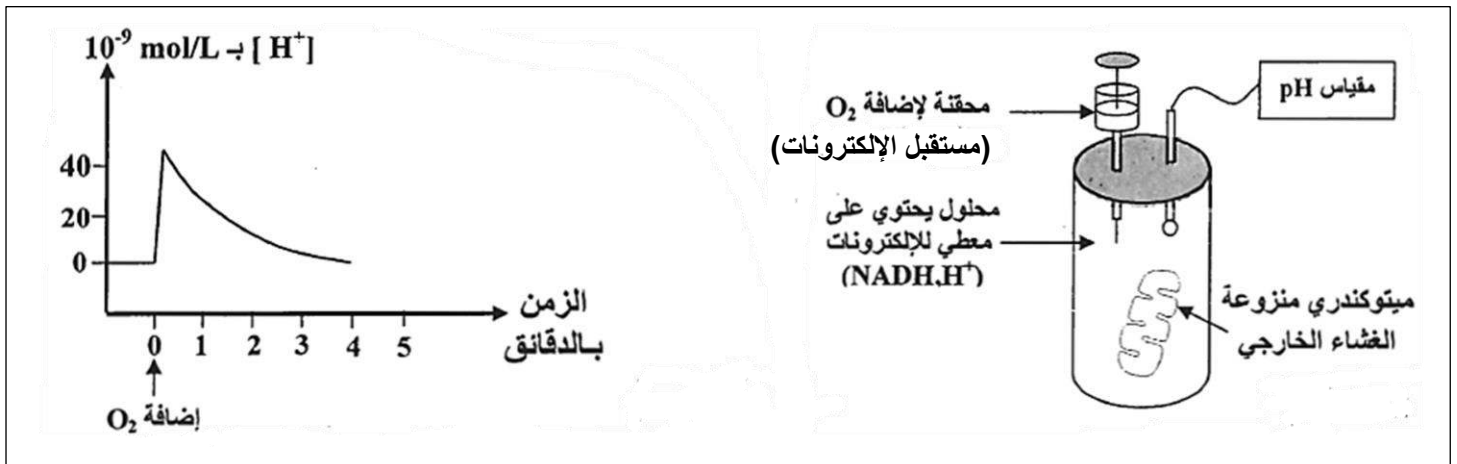 10⁻⁹ mol/L بـ [ H⁺]
40
20
0
0 1 2 3 4 5
الزمن
بالدقائق
إضافة O₂
مقياس pH
محقنة لإضافة O₂
(مستقبل الإلكترونات)
محلول يحتوي على
معطي للإلكترونات
(NADH,H⁺)
ميتوكندري منزوعة
الغشاء الخارجي